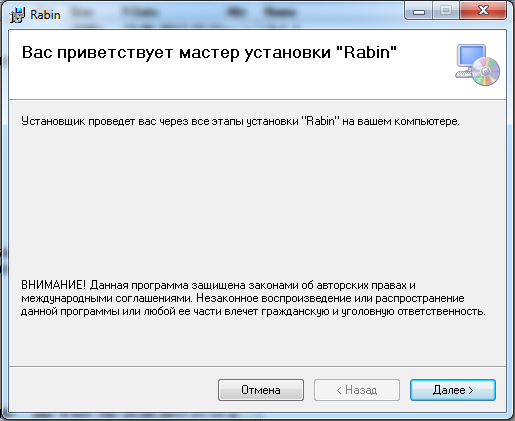 Rabin
Вас приветствует мастер установки "Rabin"
Установщик проведет вас через все этапы установки "Rabin" на вашем компьютере.
ВНИМАНИЕ! Данная программа защищена законами об авторских правах и
международными соглашениями. Незаконное воспроизведение или распространение
данной программы или любой ее части влечет гражданскую и уголовную ответственность.
Отмена
< Назад
Далее >